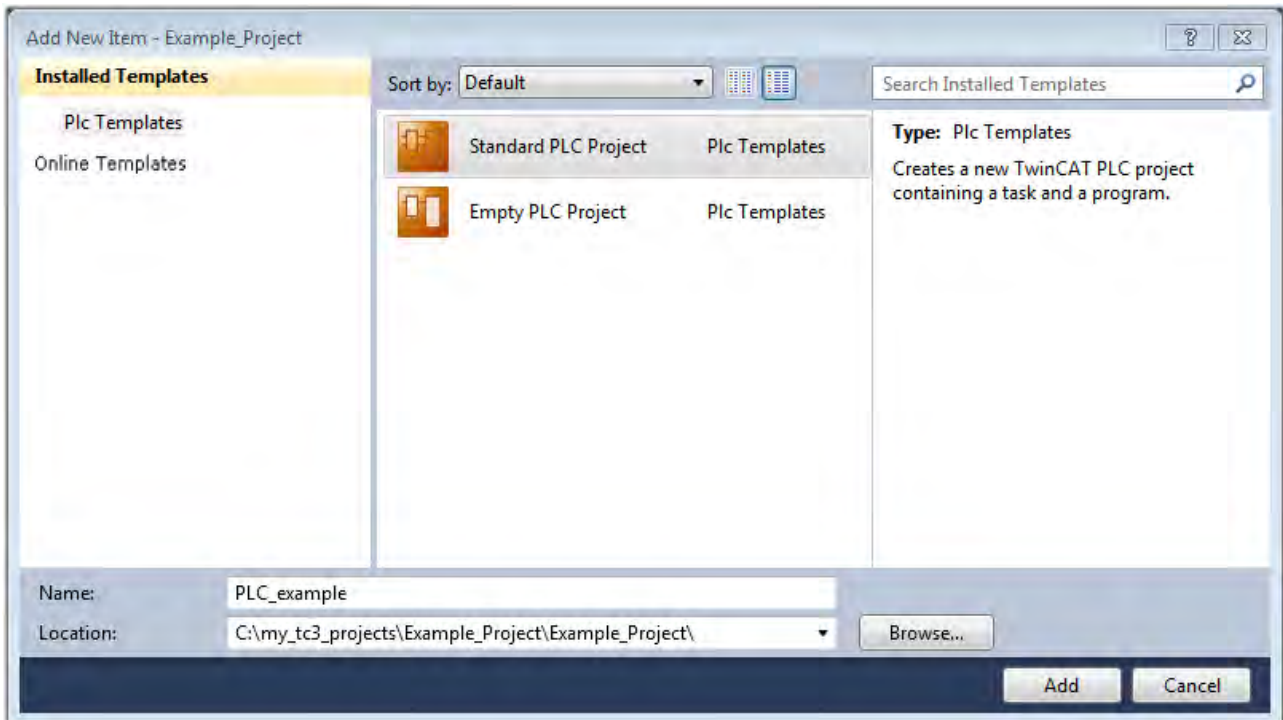 Add New Item - Example_Project
Installed Templates
Plc Templates
Online Templates
Sort by: Default
Standard PLC Project Plc Templates
Empty PLC Project Plc Templates
Search Installed Templates
Type: Plc Templates
Creates a new TwinCAT PLC project
containing a task and a program.
Name: PLC_example
Location: C:\my_tc3_projects\Example_Project\Example_Project\
Browse...
Add Cancel